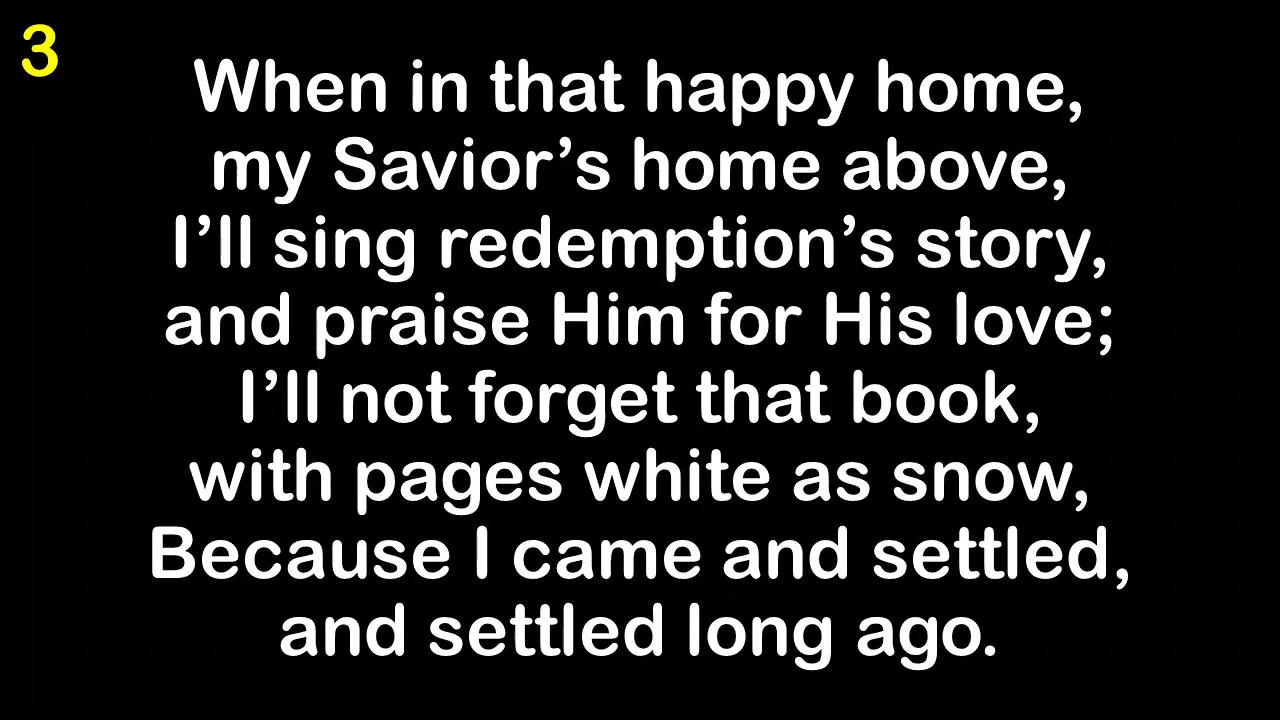 3
When in that happy home,
my Savior’s home above,
I’ll sing redemption’s story,
and praise Him for His love;
I’ll not forget that book,
with pages white as snow,
Because I came and settled,
and settled long ago.